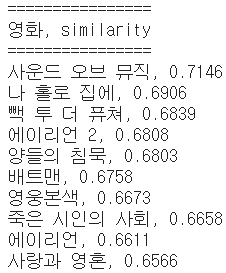 ================
영화, similarity
================
사운드 오브 뮤직, 0.7146
나 홀로 집에, 0.6906
빽 투 더 퓨쳐, 0.6839
에이리언 2, 0.6808
양들의 침묵, 0.6803
배트맨, 0.6758
영웅본색, 0.6673
죽은 시인의 사회, 0.6658
에이리언, 0.6611
사랑과 영혼, 0.6566